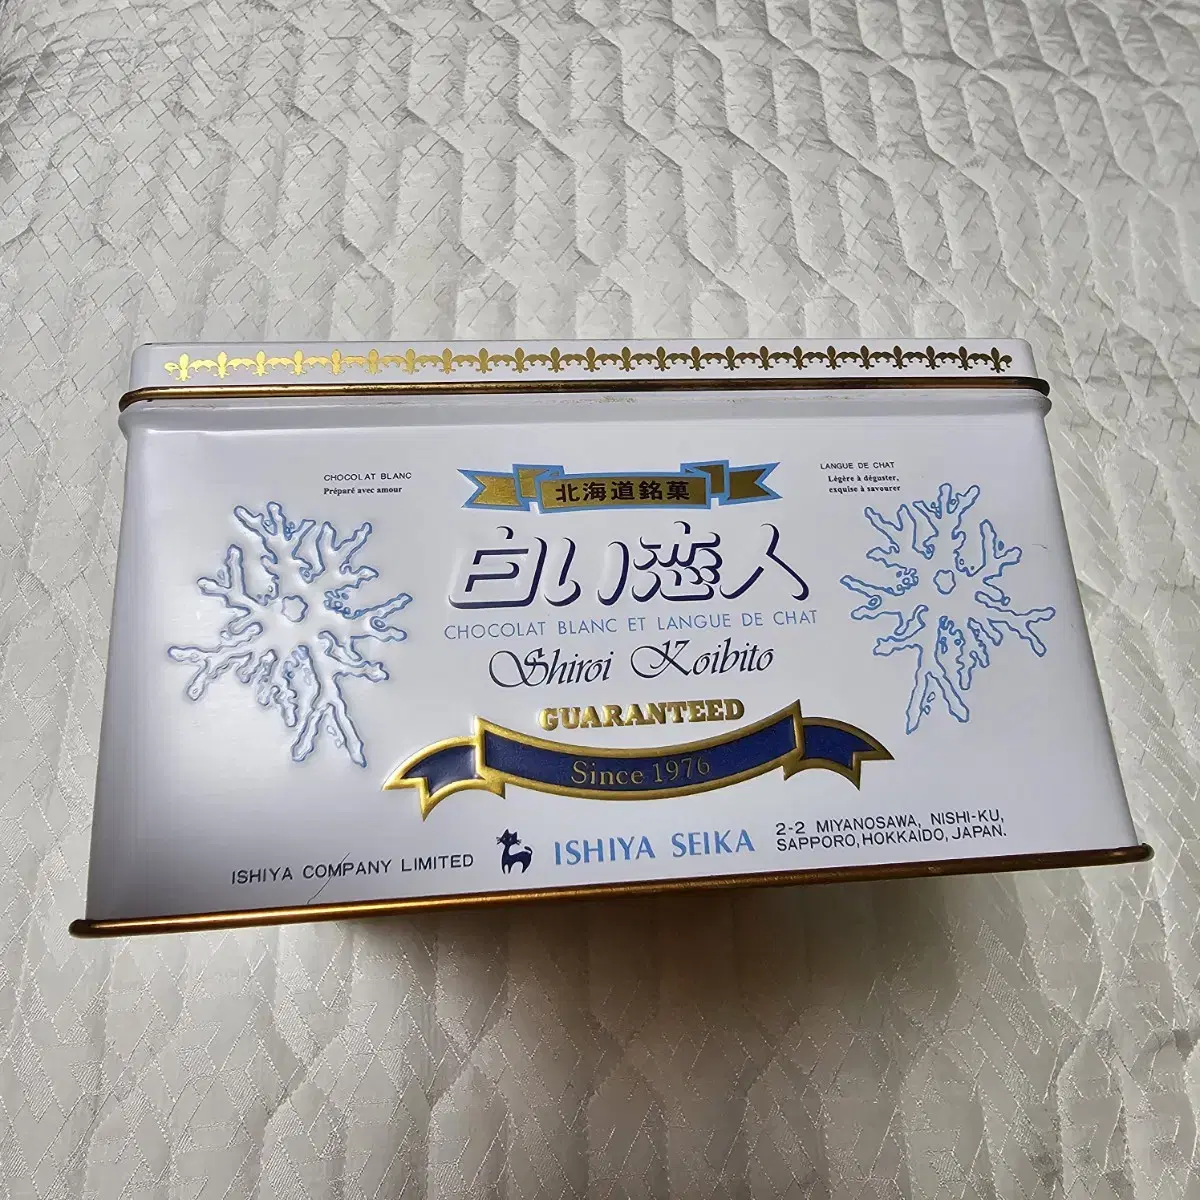 CHOCOLAT BLANC
Préparé avec amour
北海道銘菓
LANGUE DE CHAT
Légère à déguster,
exquise à savourer
白い恋人
CHOCOLAT BLANC ET LANGUE DE CHAT
Shiroi Koibito
GUARANTEED
Since 1976
ISHIYA COMPANY LIMITED
ISHIYA SEIKA
2-2 MIYANOSAWA, NISHI-KU,
SAPPORO, HOKKAIDO, JAPAN.